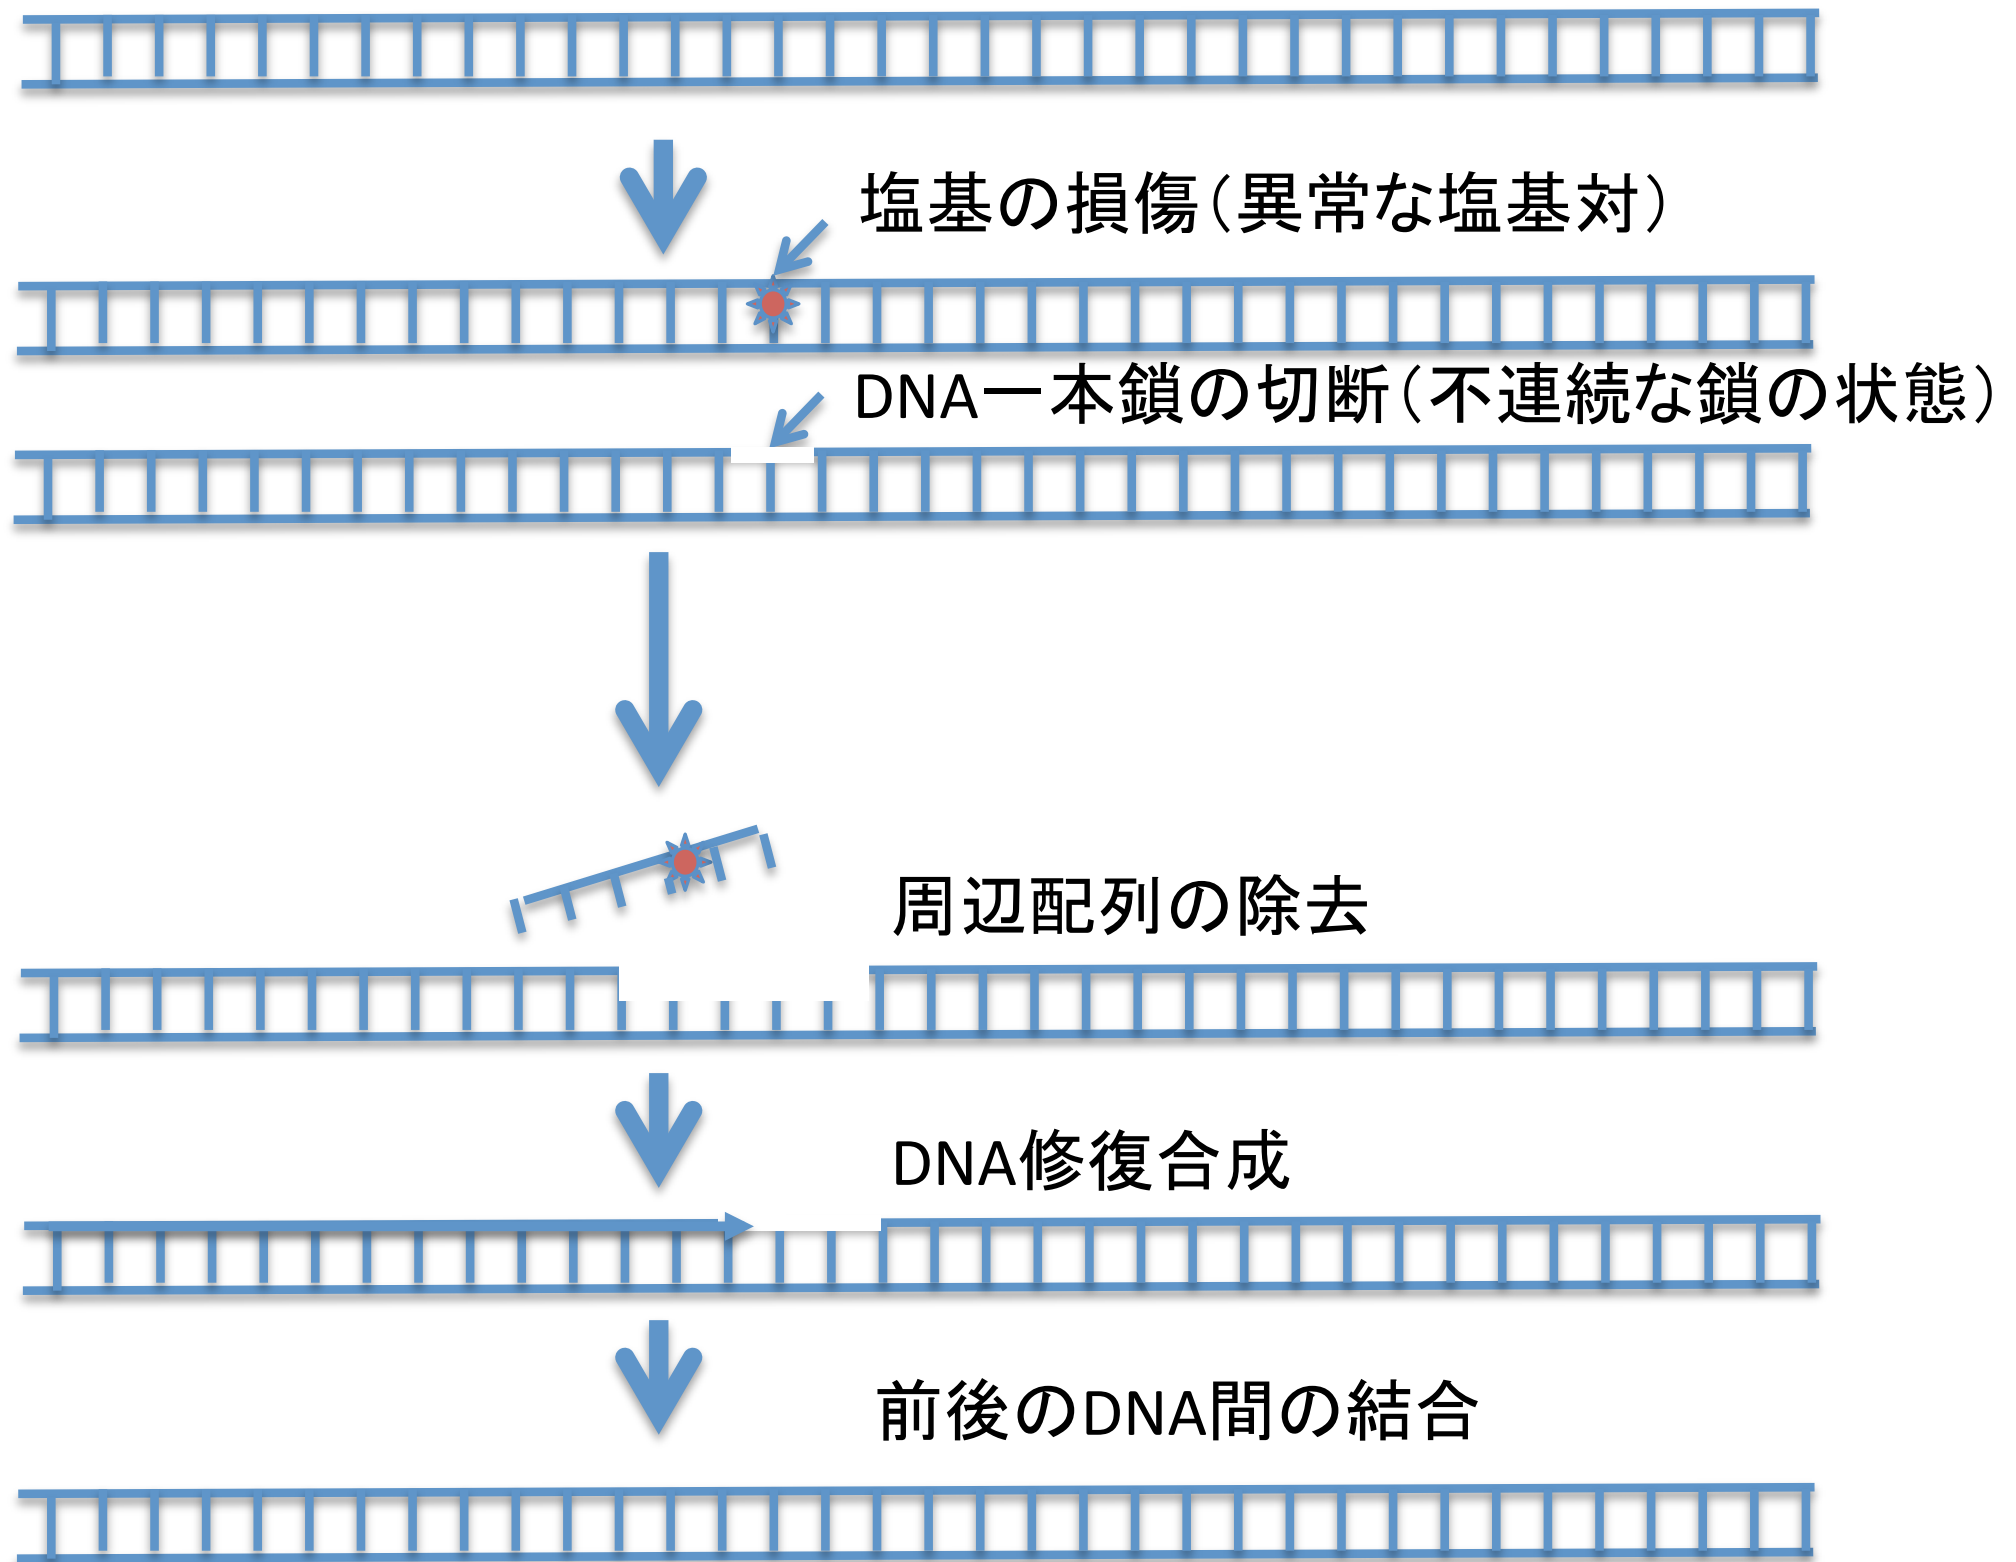 塩基の損傷（異常な塩基対）
DNA一本鎖の切断（不連続な鎖の状態）
周辺配列の除去
DNA修復合成
前後のDNA間の結合